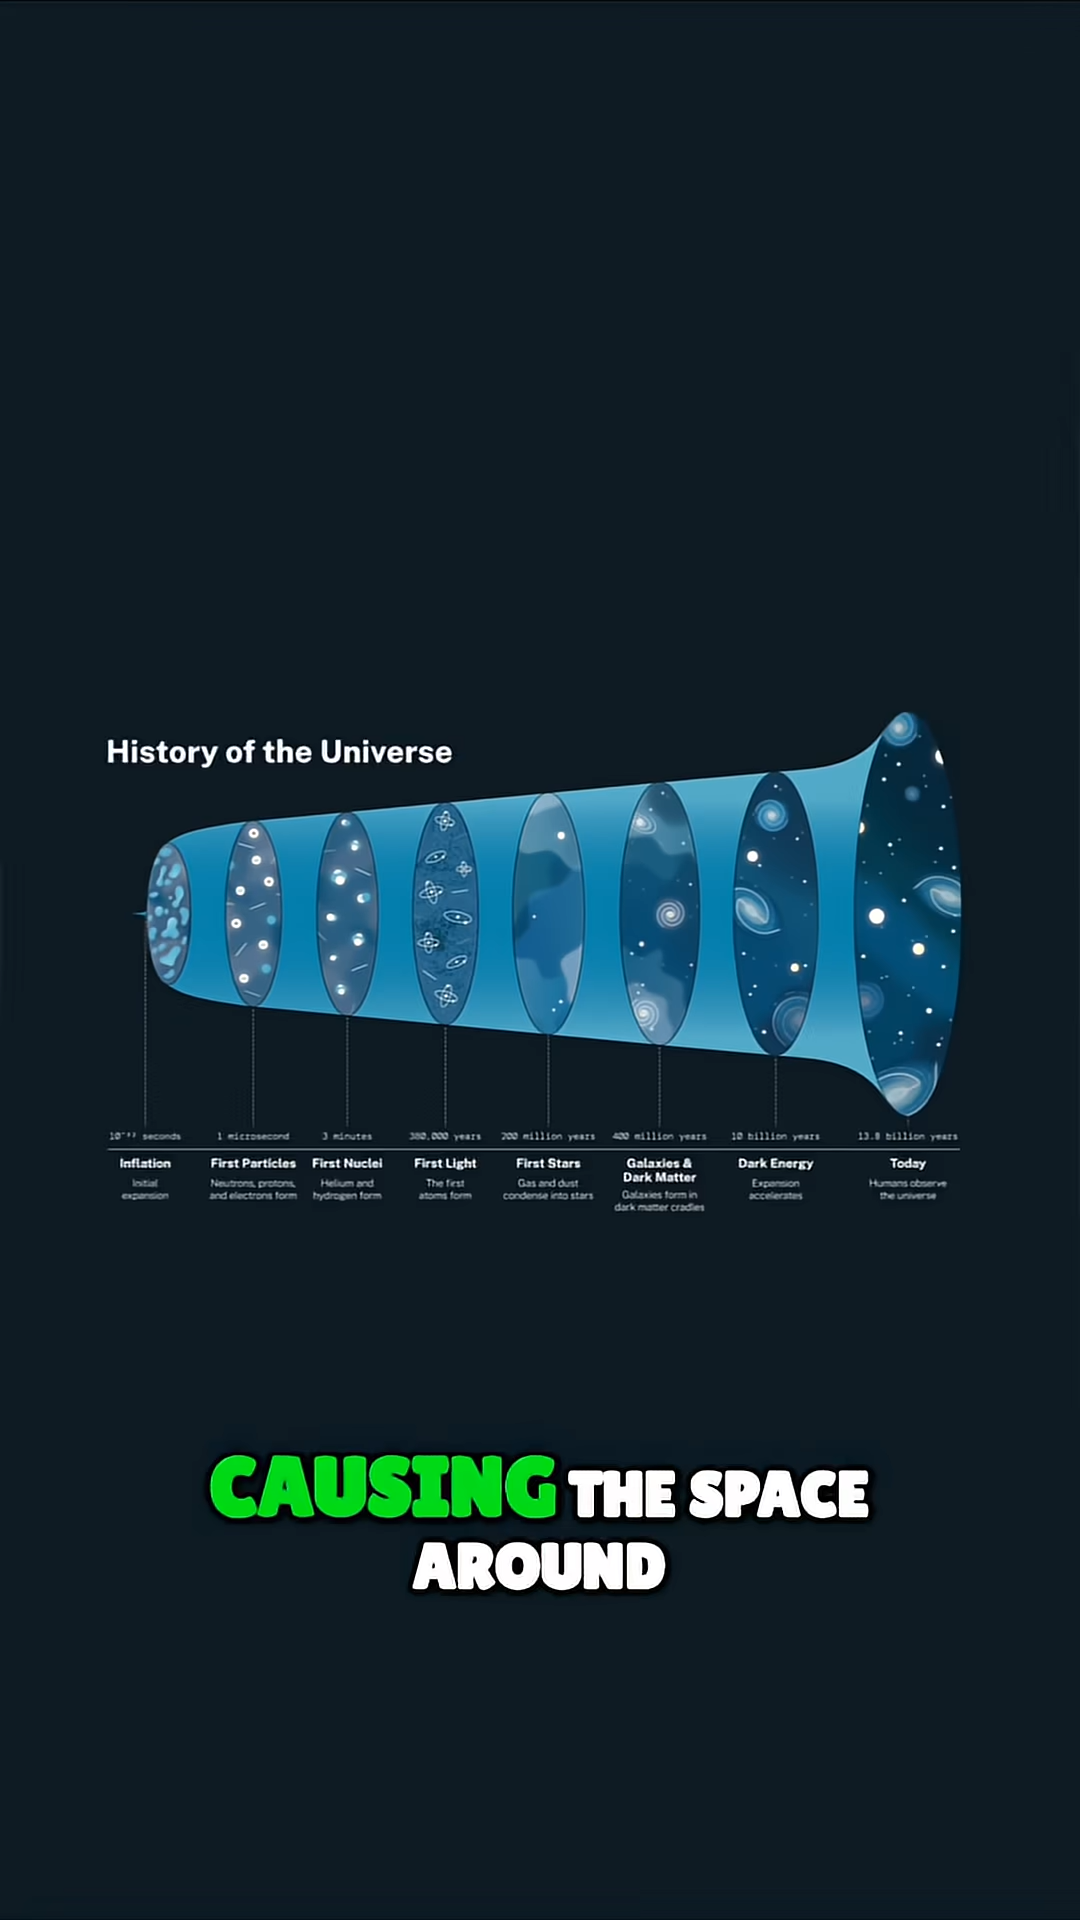 History of the Universe
seconds
1 microsecond
3 minutes
380,000 years
200 million years
400 million years
10 billion years
13.8 billion years
Inflation
Initial
expansion
First Particles
Neutrons, protons,
and electrons form
First Nuclei
Helium and
hydrogen form
First Light
The first
atoms form
First Stars
Gas and dust
condense into stars
Galaxies &
Dark Matter
Galaxies form in
dark matter cradles
Dark Energy
Expansion
accelerates
Today
Humans observe
the universe
CAUSING THE SPACE
AROUND